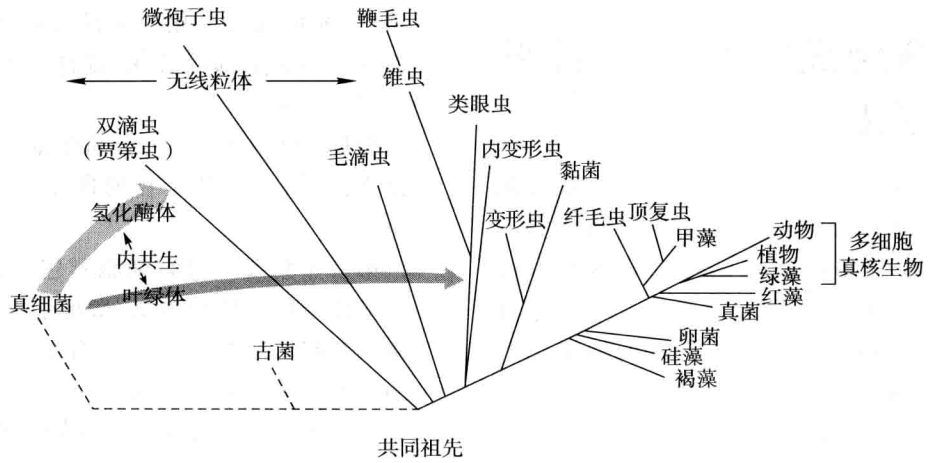 微孢子虫
鞭毛虫
无线粒体
锥虫
类眼虫
双滴虫
（贾第虫）
毛滴虫
内变形虫
黏菌
氢化酶体
变形虫
纤毛虫
顶复虫
甲藻
动物
植物
绿藻
多细胞
真核生物
内共生
真细菌
叶绿体
红藻
真菌
古菌
卵菌
硅藻
褐藻
共同祖先